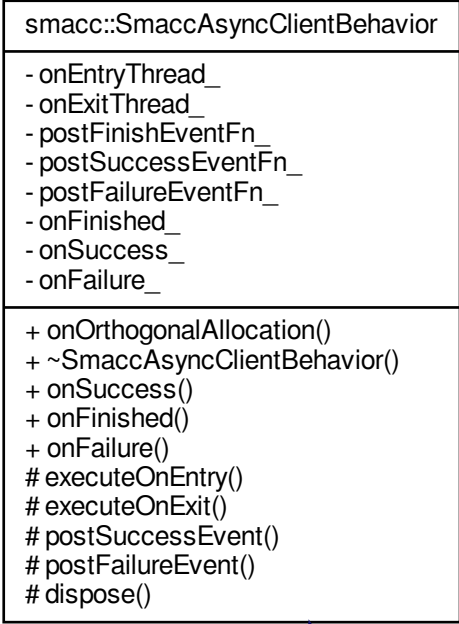 smacc::SmaccAsyncClientBehavior
- onEntryThread_
- onExitThread_
- postFinishEventFn_
- postSuccessEventFn_
- postFailureEventFn_
- onFinished_
- onSuccess_
- onFailure_
+ onOrthogonalAllocation()
+ ~SmaccAsyncClientBehavior()
+ onSuccess()
+ onFinished()
+ onFailure()
# executeOnEntry()
# executeOnExit()
# postSuccessEvent()
# postFailureEvent()
# dispose()